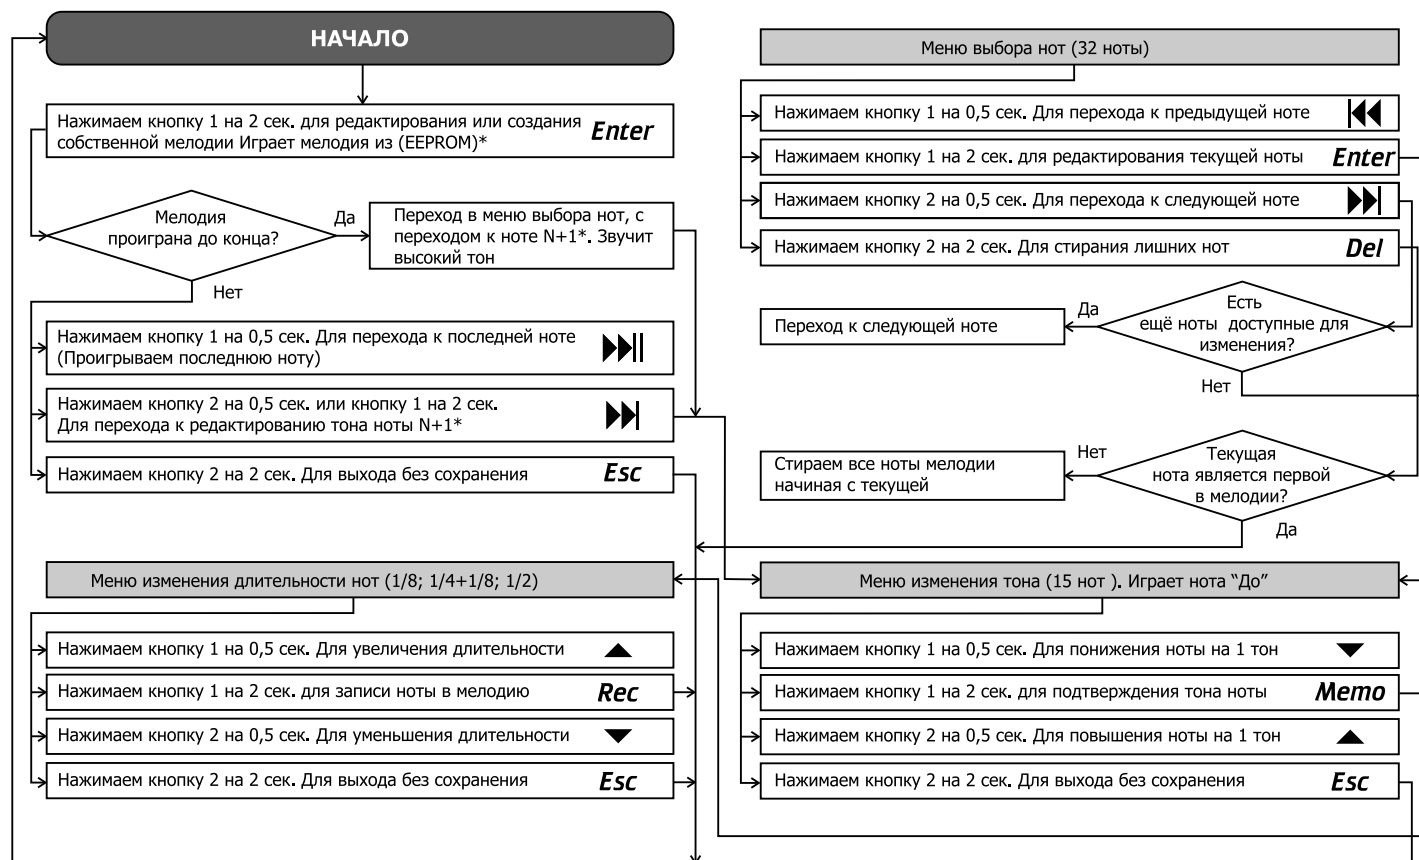 НАЧАЛО
Нажимаем кнопку 1 на 2 сек. для редактирования или создания
собственной мелодии Играет мелодия из (EEPROM)*
Enter
Мелодия
проиграна до конца?
Да
Переход в меню выбора нот, с
переходом к ноте N+1*. Звучит
высокий тон
Нет
Нажимаем кнопку 1 на 0,5 сек. Для перехода к последней ноте
(Проигрываем последнюю ноту)
Нажимаем кнопку 2 на 0,5 сек. или кнопку 1 на 2 сек.
Для перехода к редактированию тона ноты N+1*
Нажимаем кнопку 2 на 2 сек. Для выхода без сохранения
Esc
Меню выбора нот (32 ноты)
Нажимаем кнопку 1 на 0,5 сек. Для перехода к предыдущей ноте
Нажимаем кнопку 1 на 2 сек. для редактирования текущей ноты
Enter
Нажимаем кнопку 2 на 0,5 сек. Для перехода к следующей ноте
Нажимаем кнопку 2 на 2 сек. Для стирания лишних нот
Del
Есть
ещё ноты доступные для
изменения?
Да
Переход к следующей ноте
Нет
Текущая
нота является первой
в мелодии?
Нет
Стираем все ноты мелодии
начиная с текущей
Да
Меню изменения длительности нот (1/8; 1/4+1/8; 1/2)
Нажимаем кнопку 1 на 0,5 сек. Для увеличения длительности
Нажимаем кнопку 1 на 2 сек. для записи ноты в мелодию
Rec
Нажимаем кнопку 2 на 0,5 сек. Для уменьшения длительности
Нажимаем кнопку 2 на 2 сек. Для выхода без сохранения
Esc
Меню изменения тона (15 нот ). Играет нота “До”
Нажимаем кнопку 1 на 0,5 сек. Для понижения ноты на 1 тон
Нажимаем кнопку 1 на 2 сек. для подтверждения тона ноты
Memo
Нажимаем кнопку 2 на 0,5 сек. Для повышения ноты на 1 тон
Нажимаем кнопку 2 на 2 сек. Для выхода без сохранения
Esc